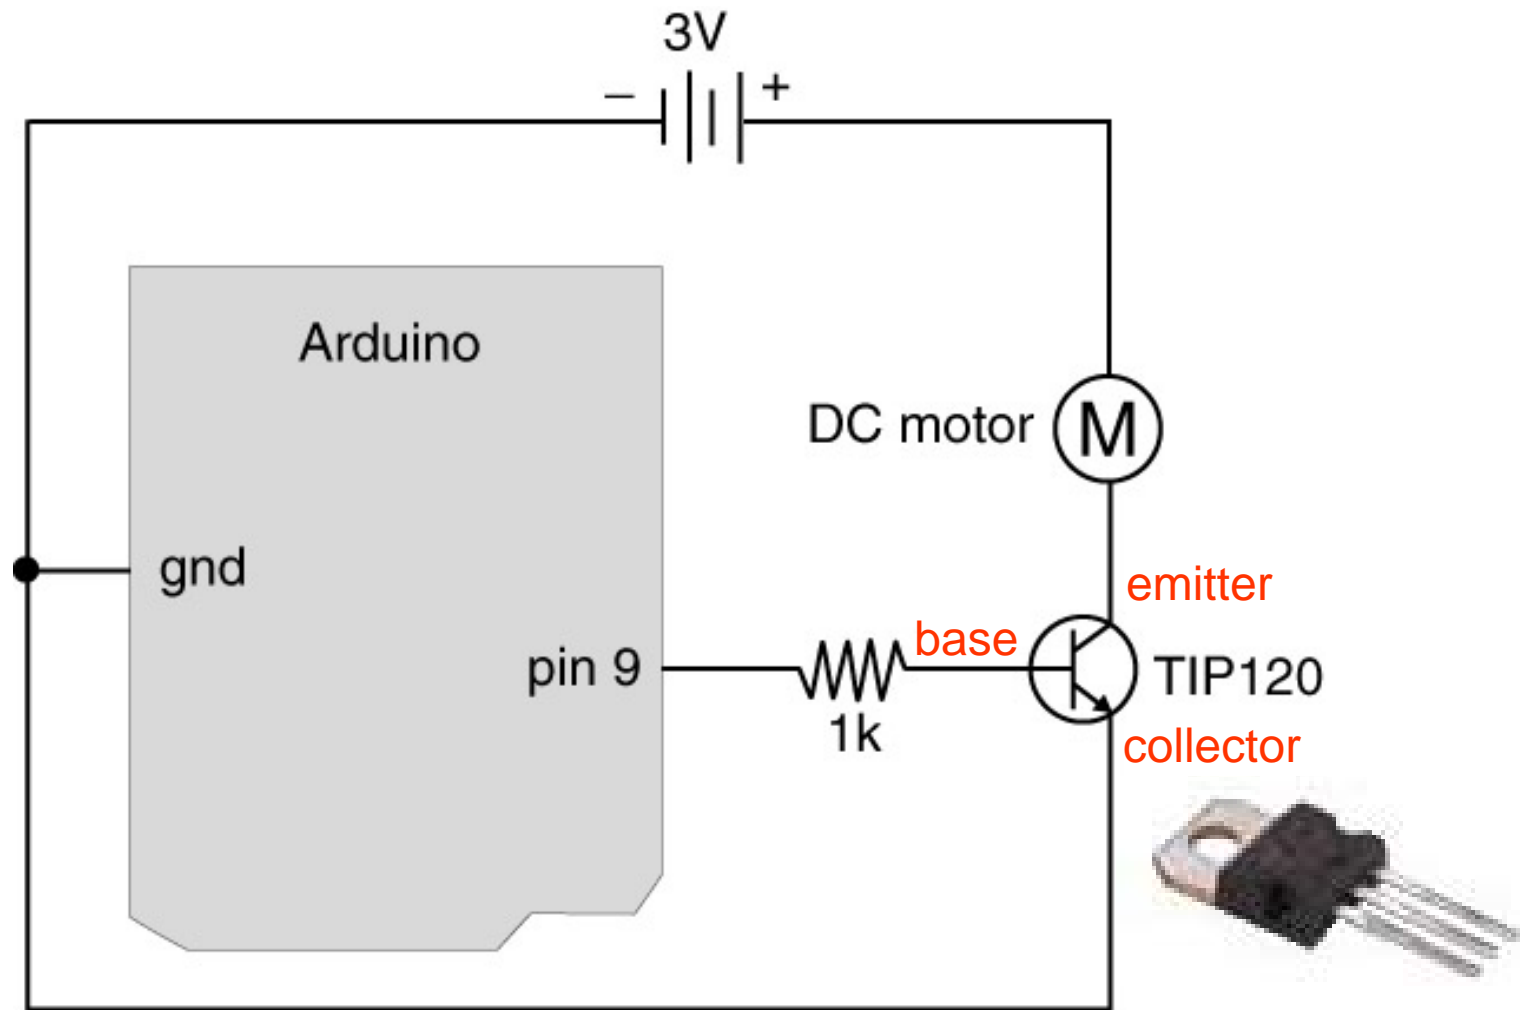 3V
– +
Arduino
DC motor M
gnd
emitter
base
pin 9
TIP120
1k
collector